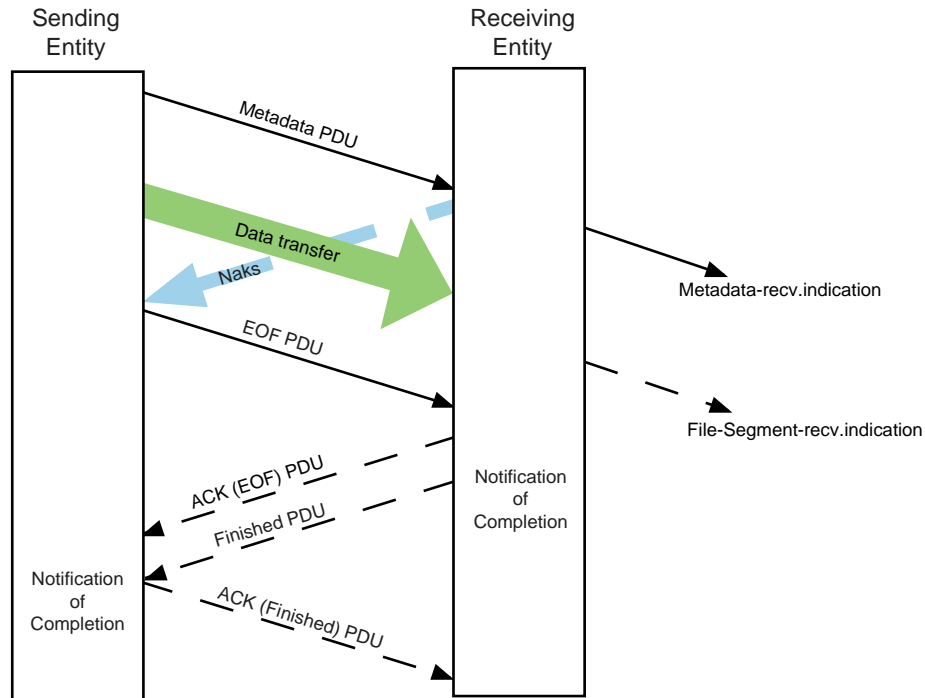 Sending
Entity
Receiving
Entity
Metadata PDU
Data transfer
Naks
Metadata-recv.indication
EOF PDU
File-Segment-recv.indication
ACK (EOF) PDU
Notification
of
Completion
Finished PDU
Notification
of
Completion
ACK (Finished) PDU